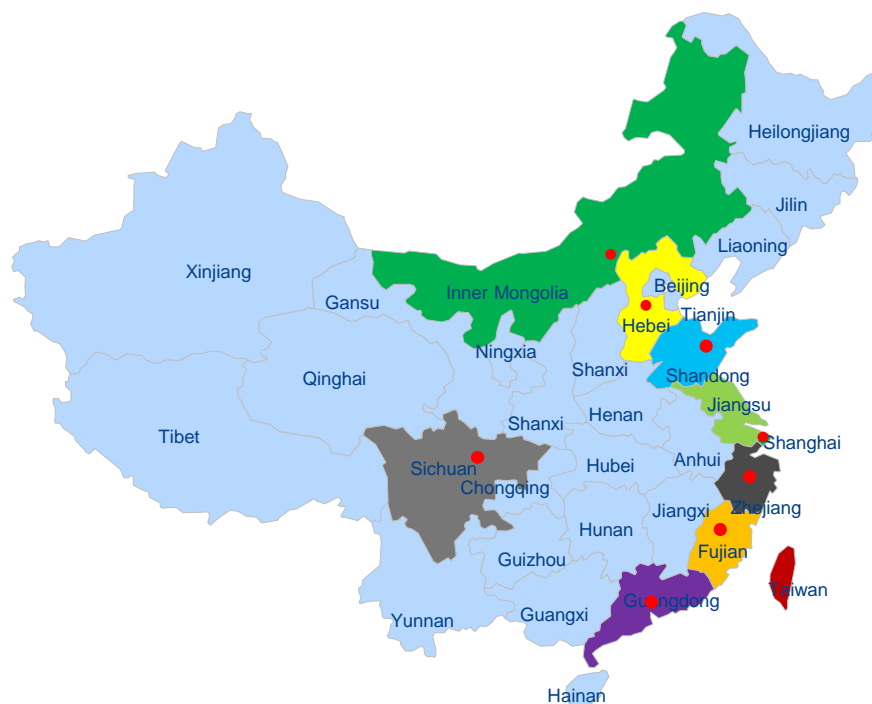 Heilongjiang
Jilin
Liaoning
Xinjiang
Inner Mongolia
Gansu
Beijing
Tianjin
Hebei
Ningxia
Shanxi
Shandong
Qinghai
Jiangsu
Tibet
Shanxi
Henan
Shanghai
Anhui
Sichuan
Hubei
Chongqing
Zhejiang
Jiangxi
Hunan
Fujian
Guizhou
Taiwan
Guangdong
Guangxi
Yunnan
Hainan